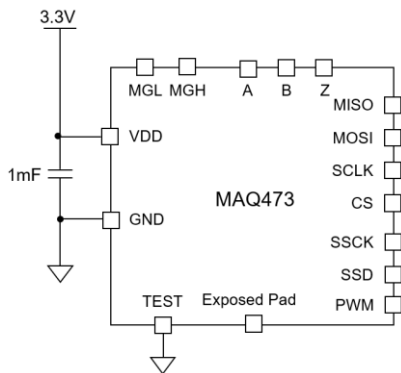 3.3V
MGL MGH A B Z
MISO
VDD
MOSI
SCLK
1mF
MAQ473
CS
GND
SSCK
SSD
TEST Exposed Pad
PWM